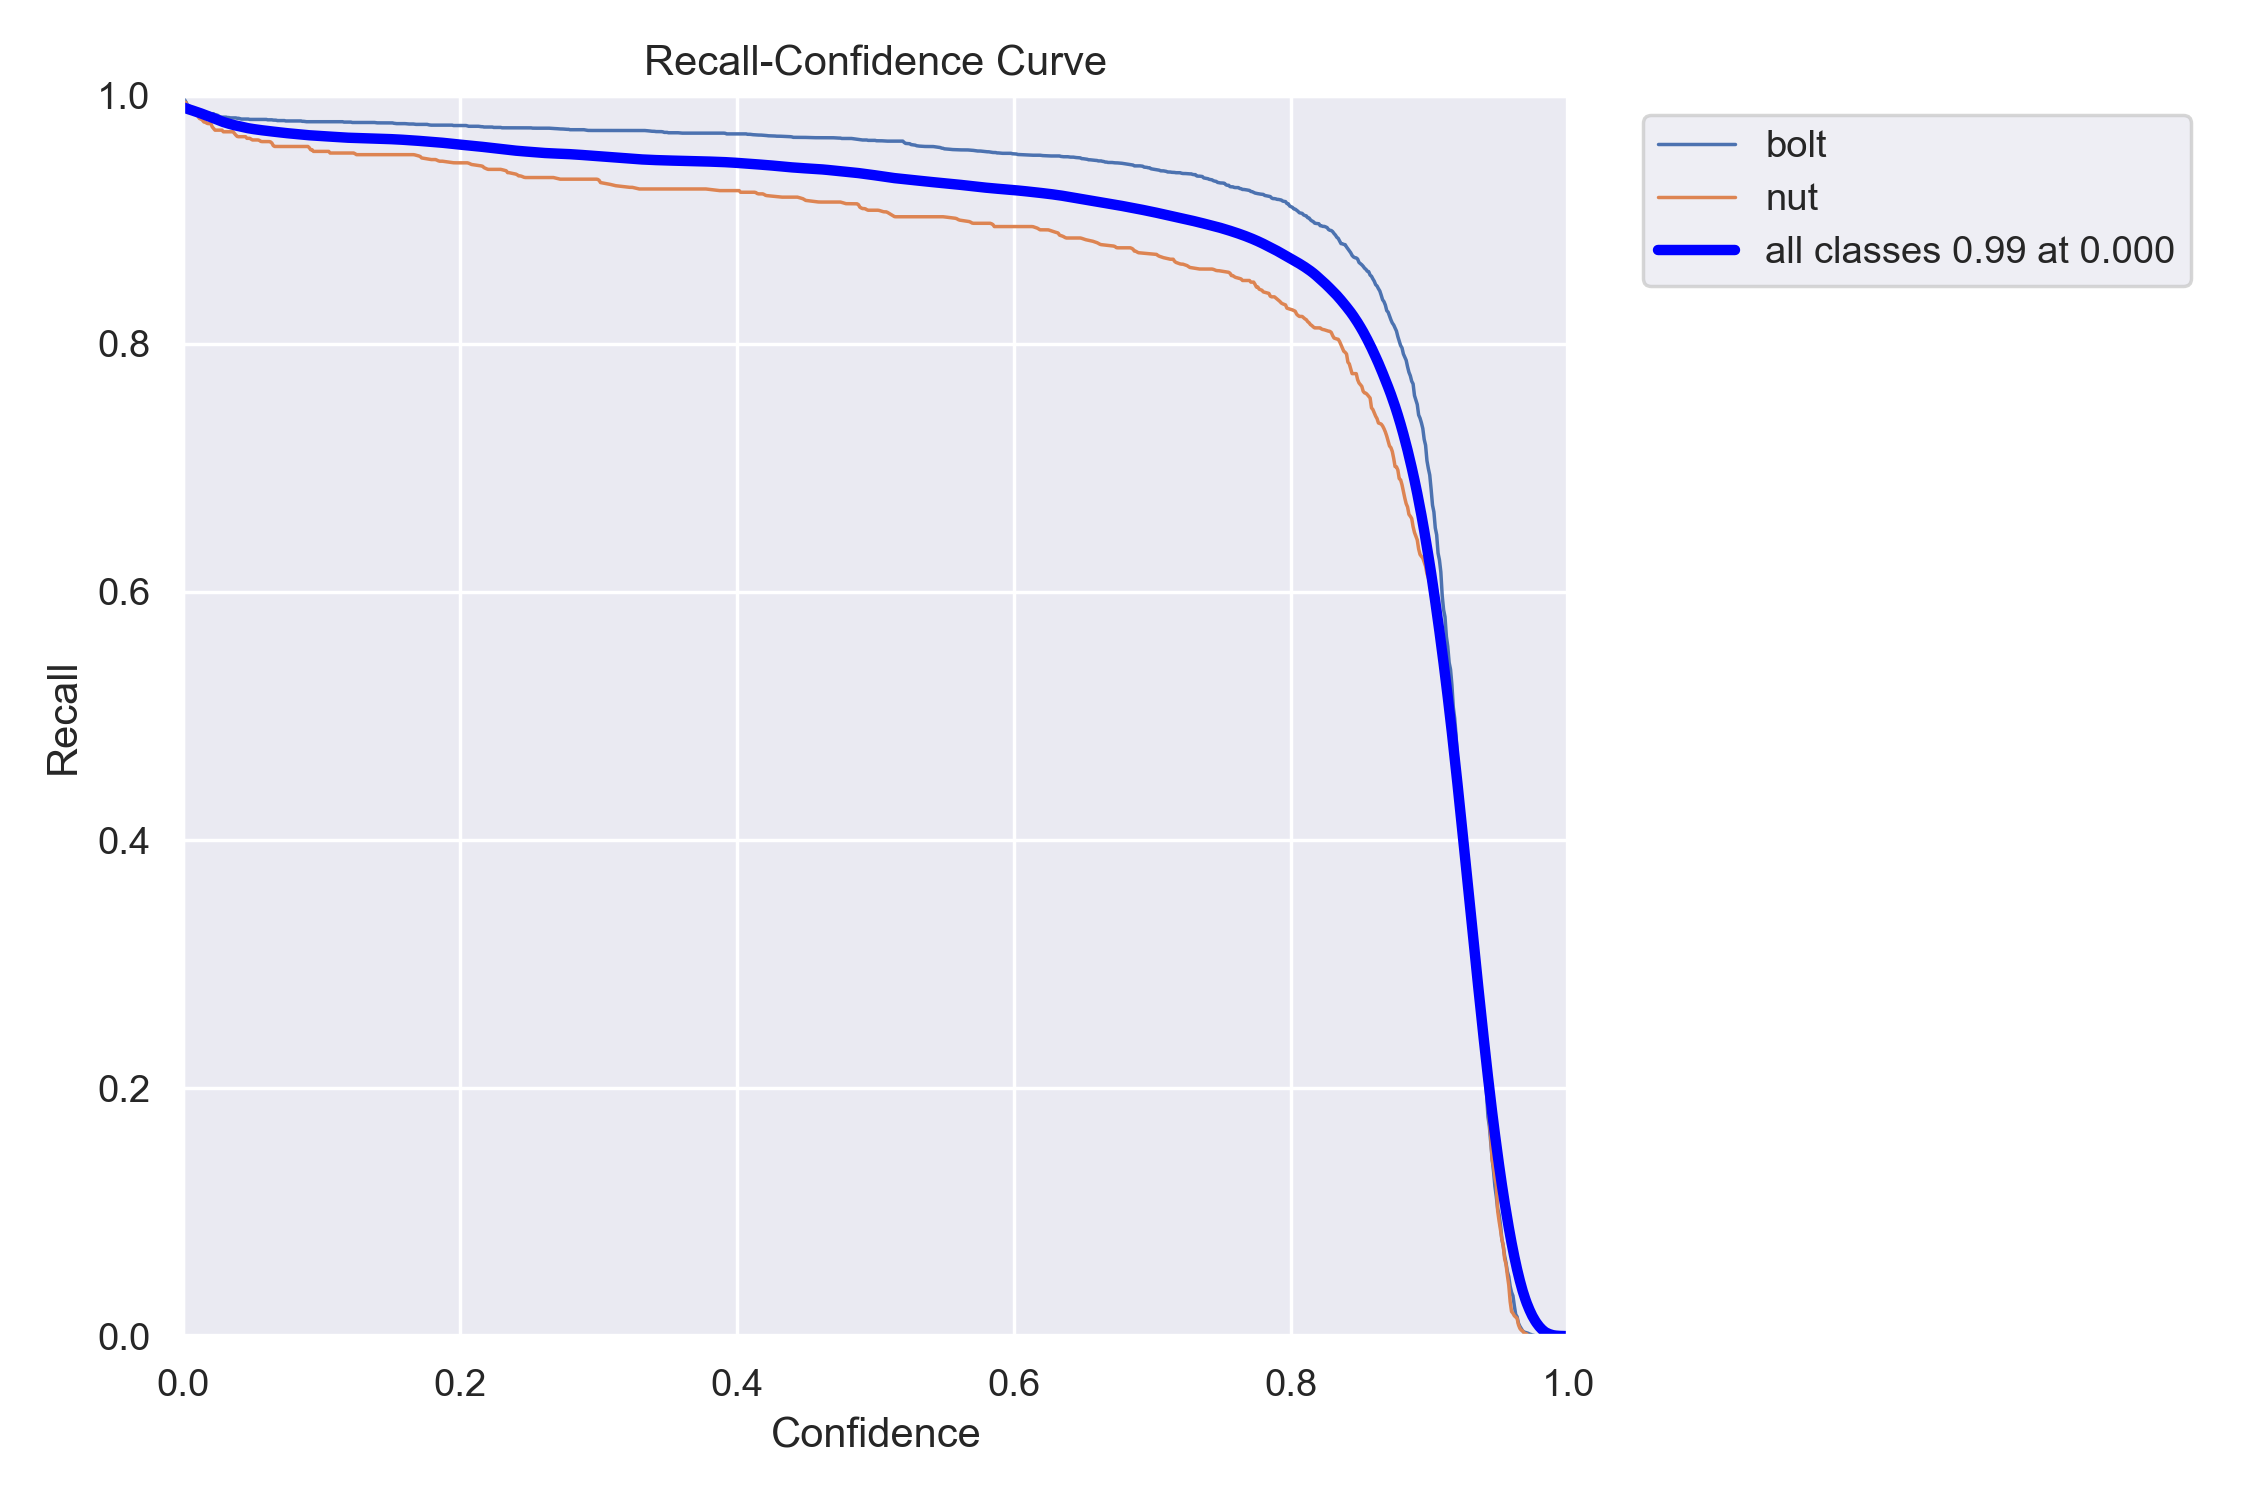 Recall-Confidence Curve
1.0
0.8
0.6
0.4
0.2
0.0
Recall
0.0 0.2 0.4 0.6 0.8 1.0
Confidence
bolt
nut
all classes 0.99 at 0.000